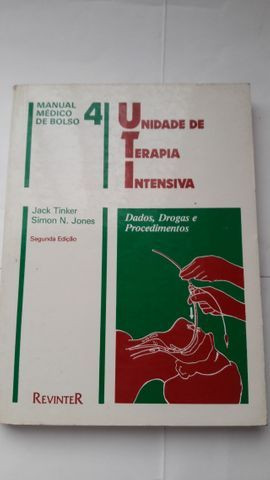 MANUAL
MÉDICO
DE BOLSO 4
UNIDADE DE
TERAPIA
INTENSIVA
Jack Tinker
Simon N. Jones
Segunda Edição
Dados, Drogas e
Procedimentos
REVINTER